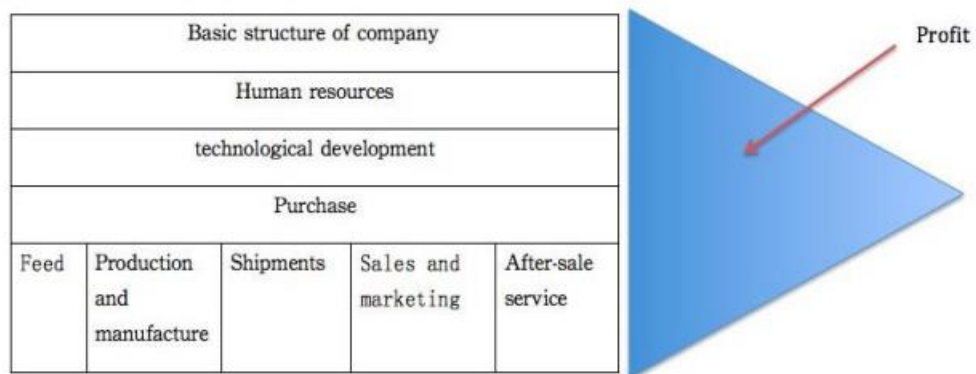 Basic structure of company
Profit
Human resources
technological development
Purchase
Feed
Production
and
manufacture
Shipments
Sales and
marketing
After-sale
service